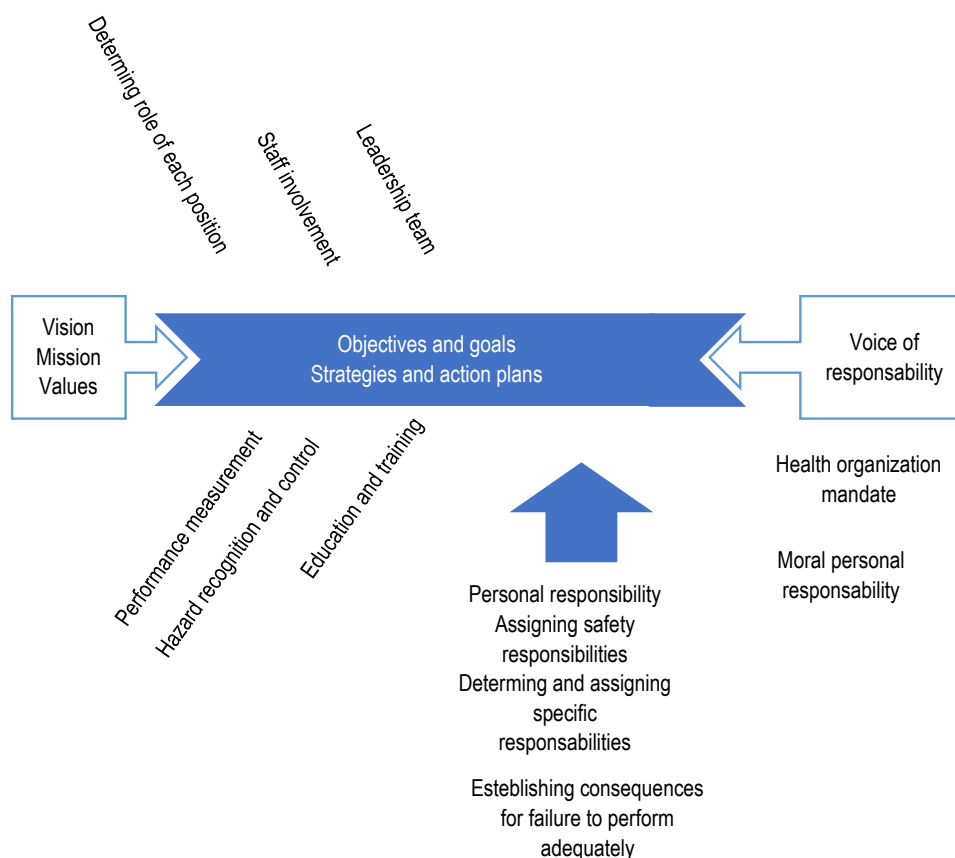 Determing role of each position
Staff involvement
Leadership team
Vision
Mission
Values
Objectives and goals
Strategies and action plans
Voice of
responsability
Performance measurement
Hazard recognition and control
Education and training
Health organization
mandate
Moral personal
responsability
Personal responsibility
Assigning safety
responsibilities
Determing and assigning
specific
responsabilities
Esteblishing consequences
for failure to perform
adequately